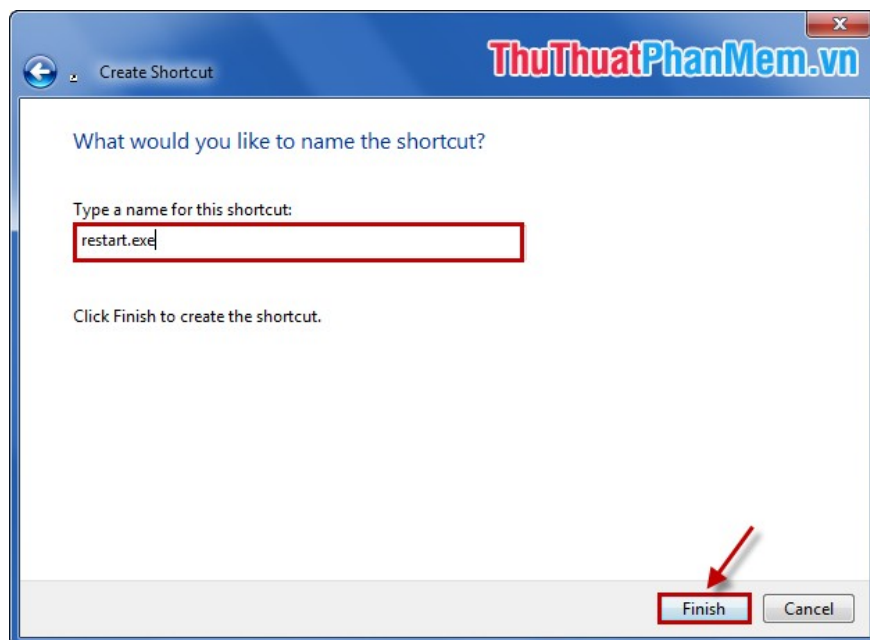 Create Shortcut
ThuThuatPhanMem.vn
What would you like to name the shortcut?
Type a name for this shortcut:
restart.exe
Click Finish to create the shortcut.
Finish
Cancel